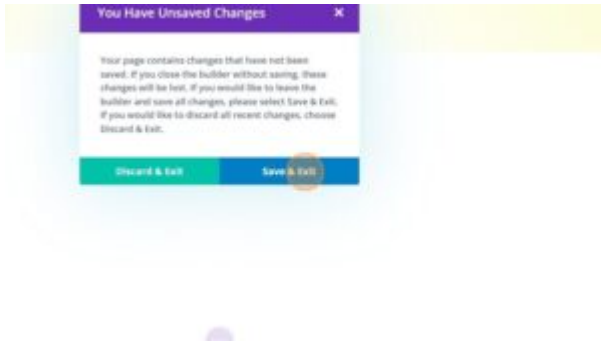 You Have Unsaved Changes ×
Your page contains changes that have not been
saved. If you close the builder without saving, these
changes will be lost. If you would like to leave the
builder and save all changes, please select Save & Exit.
If you would like to discard all recent changes, choose
Discard & Exit.
Discard & Exit
Save & Exit